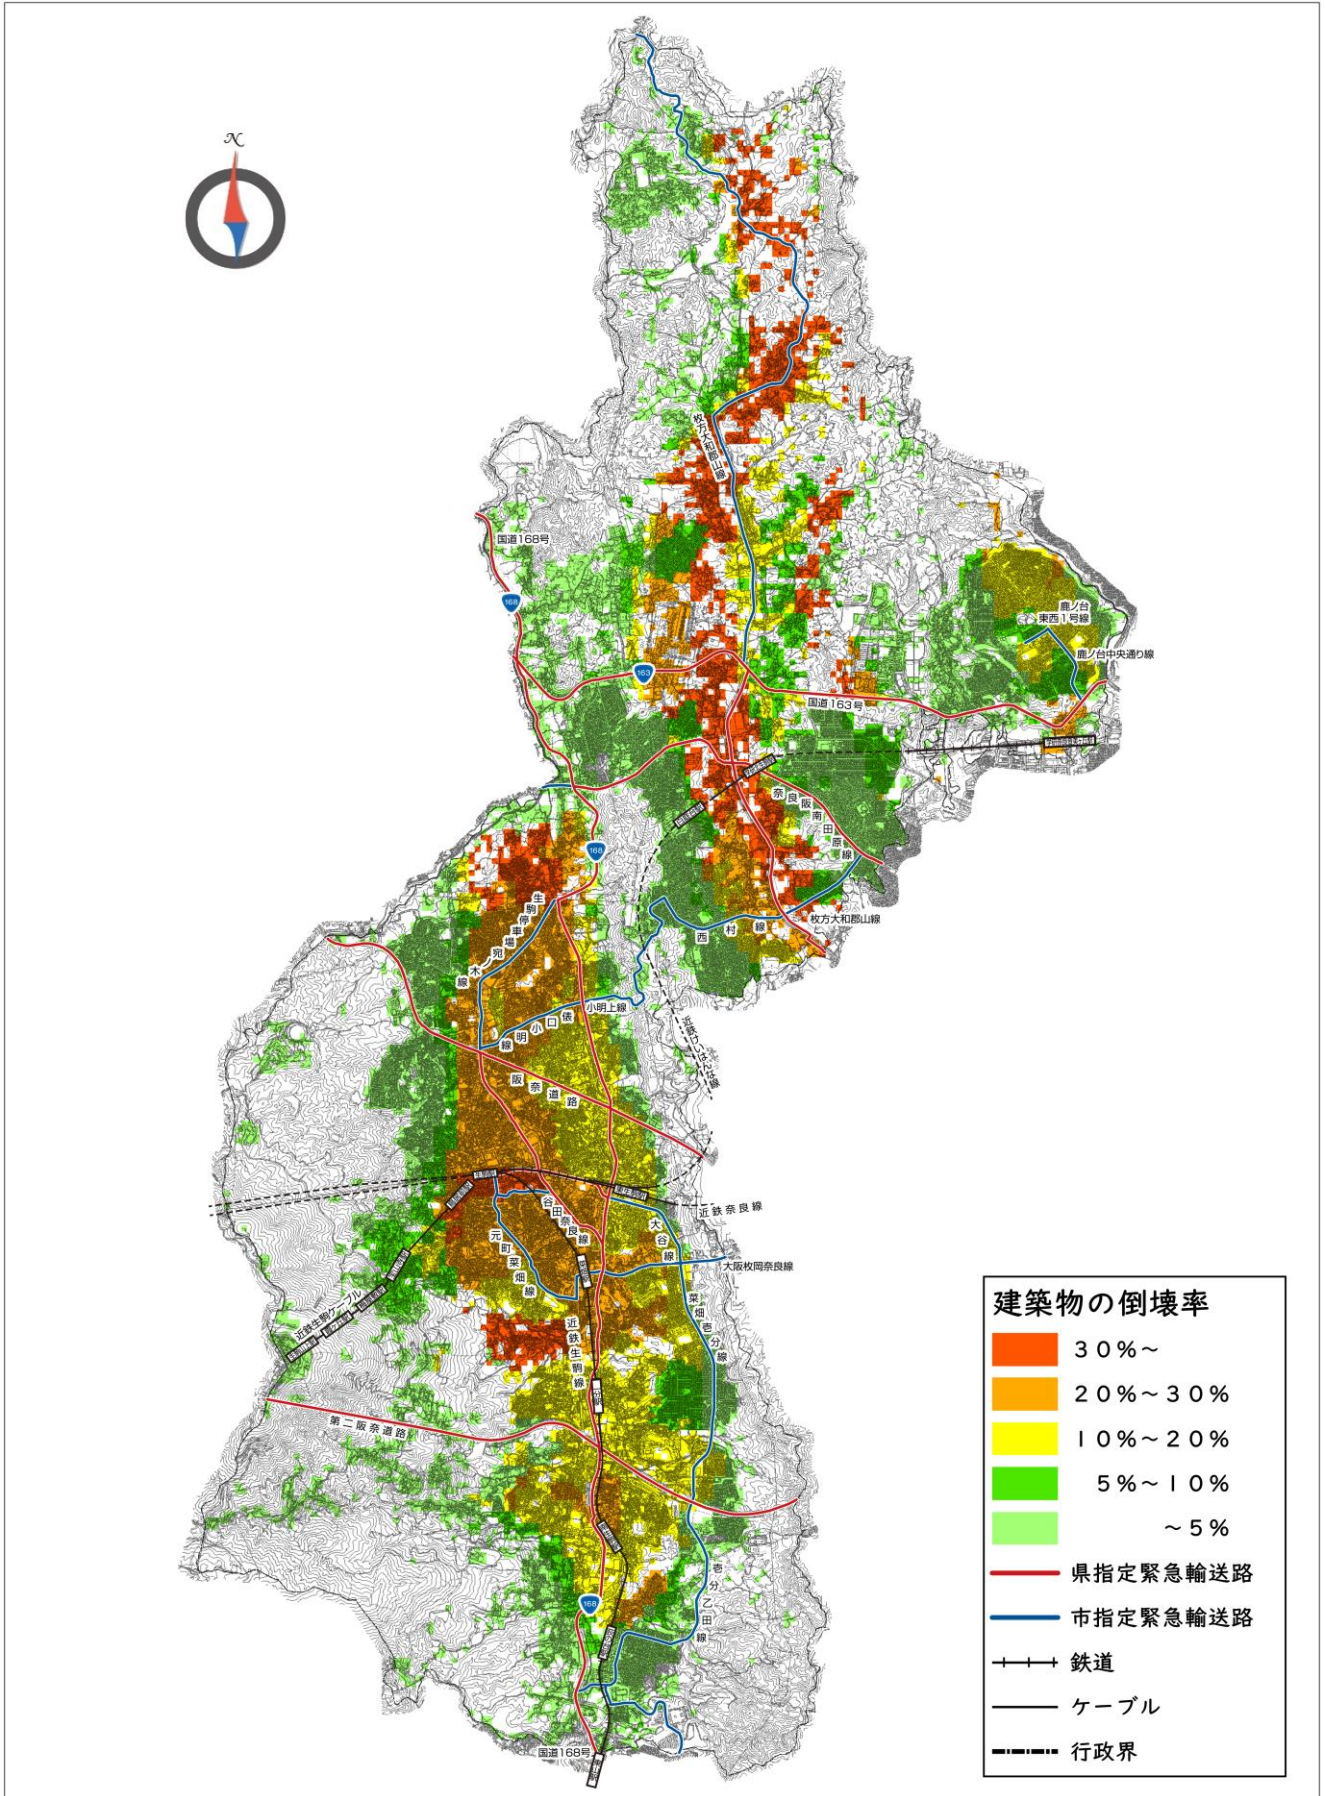 N
枚方大和郡山線
国道168号
168
鹿ノ台
東西1号線
鹿ノ台中央通り線
163
国道163号
奈良阪南田原線
168
生駒停車場宛ノ木線
枚方大和郡山線
西村線
小明上線
俵口小明線
近鉄けいはんな線
阪奈道路
生駒駅
近鉄奈良線
谷田奈良線
大谷線
元町菜畑線
大阪枚岡奈良線
近鉄生駒ケーブル
菜畑壱分線
近鉄生駒線
第二阪奈道路
168
壱分乙田線
国道168号
建築物の倒壊率
30%~
20%~30%
10%~20%
5%~10%
~5%
県指定緊急輸送路
市指定緊急輸送路
鉄道
ケーブル
行政界